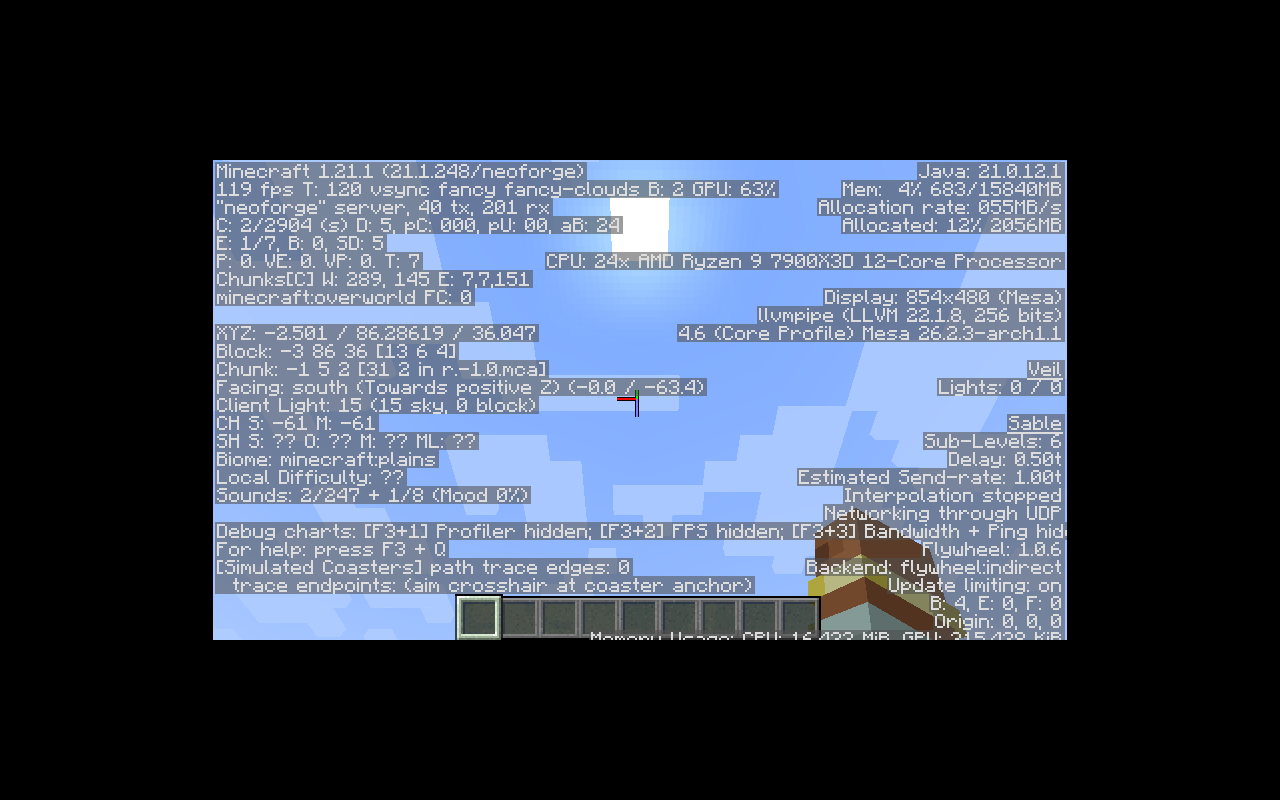 Minecraft 1.21.1 (21.1.248/neoforge)
119 fps T: 120 vsync fancy fancy-clouds B: 2 GPU: 63%
"neoforge" server, 40 tx, 201 rx
C: 2/2904 (s) D: 5, pC: 000, pU: 00, aB: 24
E: 1/7, B: 0, SD: 5
P: 0. VE: 0. VP: 0. T: 7
Chunks[C] W: 289, 145 E: 7,7,151
minecraft:overworld FC: 0
XYZ: -2.501 / 86.28619 / 36.047
Block: -3 86 36 [13 6 4]
Chunk: -1 5 2 [31 2 in r.-1.0.mca]
Facing: south (Towards positive Z) (-0.0 / -63.4)
Client Light: 15 (15 sky, 0 block)
CH S: -61 M: -61
SH S: ?? O: ?? M: ?? ML: ??
Biome: minecraft:plains
Local Difficulty: ??
Sounds: 2/247 + 1/8 (Mood 0%)
Debug charts: [F3+1] Profiler hidden; [F3+2] FPS hidden; [F3+3] Bandwidth + Ping hid
For help: press F3 + Q
[Simulated Coasters] path trace edges: 0
trace endpoints: (aim crosshair at coaster anchor)
Java: 21.0.12.1
Mem: 4% 683/15840MB
Allocation rate: 055MB/s
Allocated: 12% 2056MB
CPU: 24x AMD Ryzen 9 7900X3D 12-Core Processor
Display: 854x480 (Mesa)
llvmpipe (LLVM 22.1.8, 256 bits)
4.6 (Core Profile) Mesa 26.2.3-arch1.1
Veil
Lights: 0 / 0
Sable
Sub-Levels: 6
Delay: 0.50t
Estimated Send-rate: 1.00t
Interpolation stopped
Networking through UDP
Flywheel: 1.0.6
Backend: flywheel:indirect
Update limiting: on
B: 4, E: 0, F: 0
Origin: 0, 0, 0
Memory Usage: CPU: 16,422 MiB, GPU: 315,429 KiB